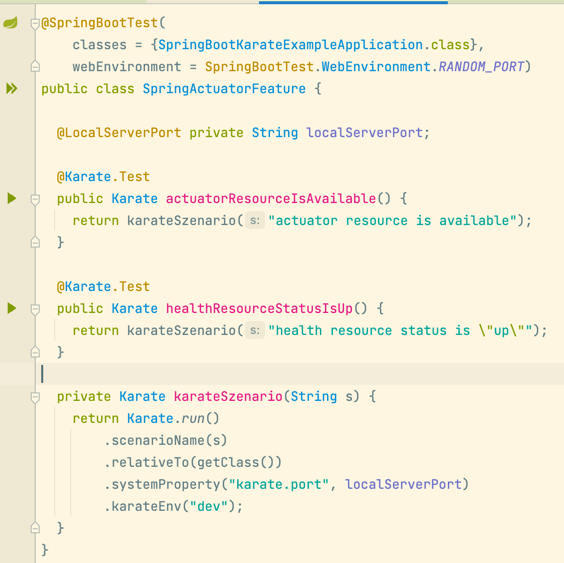 @SpringBootTest(
classes = {SpringBootKarateExampleApplication.class},
webEnvironment = SpringBootTest.WebEnvironment.RANDOM_PORT)
public class SpringActuatorFeature {
@LocalServerPort private String localServerPort;
@Karate.Test
public Karate actuatorResourceIsAvailable() {
return karateSzenario( s: "actuator resource is available");
}
@Karate.Test
public Karate healthResourceStatusIsUp() {
return karateSzenario( s: "health resource status is \"up\"");
}
private Karate karateSzenario(String s) {
return Karate.run()
.scenarioName(s)
.relativeTo(getClass())
.systemProperty("karate.port", localServerPort)
.karateEnv("dev");
}
}